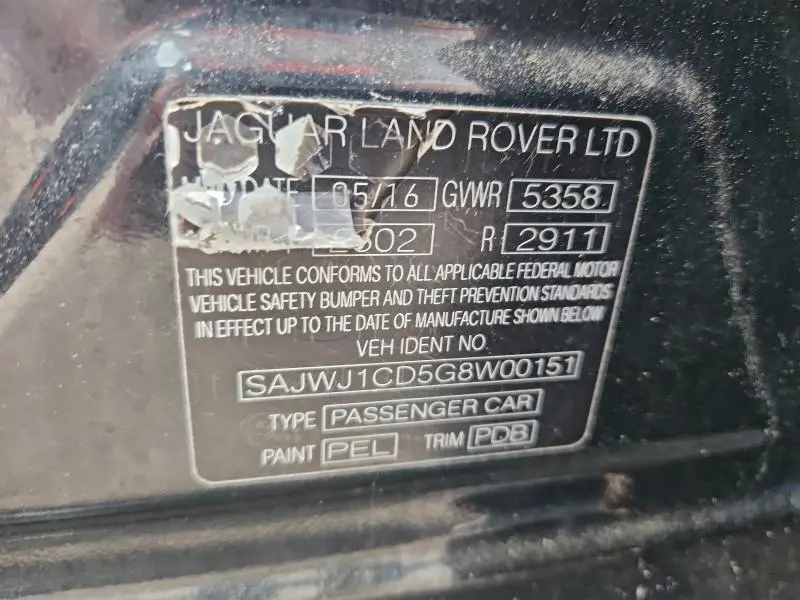 JAGUAR LAND ROVER LTD
DATE 05/16 GVWR 5358
2502 R 2911
THIS VEHICLE CONFORMS TO ALL APPLICABLE FEDERAL MOTOR
VEHICLE SAFETY BUMPER AND THEFT PREVENTION STANDARDS
IN EFFECT UP TO THE DATE OF MANUFACTURE SHOWN BELOW
VEH IDENT NO.
SAJWJ1CD5G8W00151
TYPE PASSENGER CAR
PAINT PEL TRIM PDB